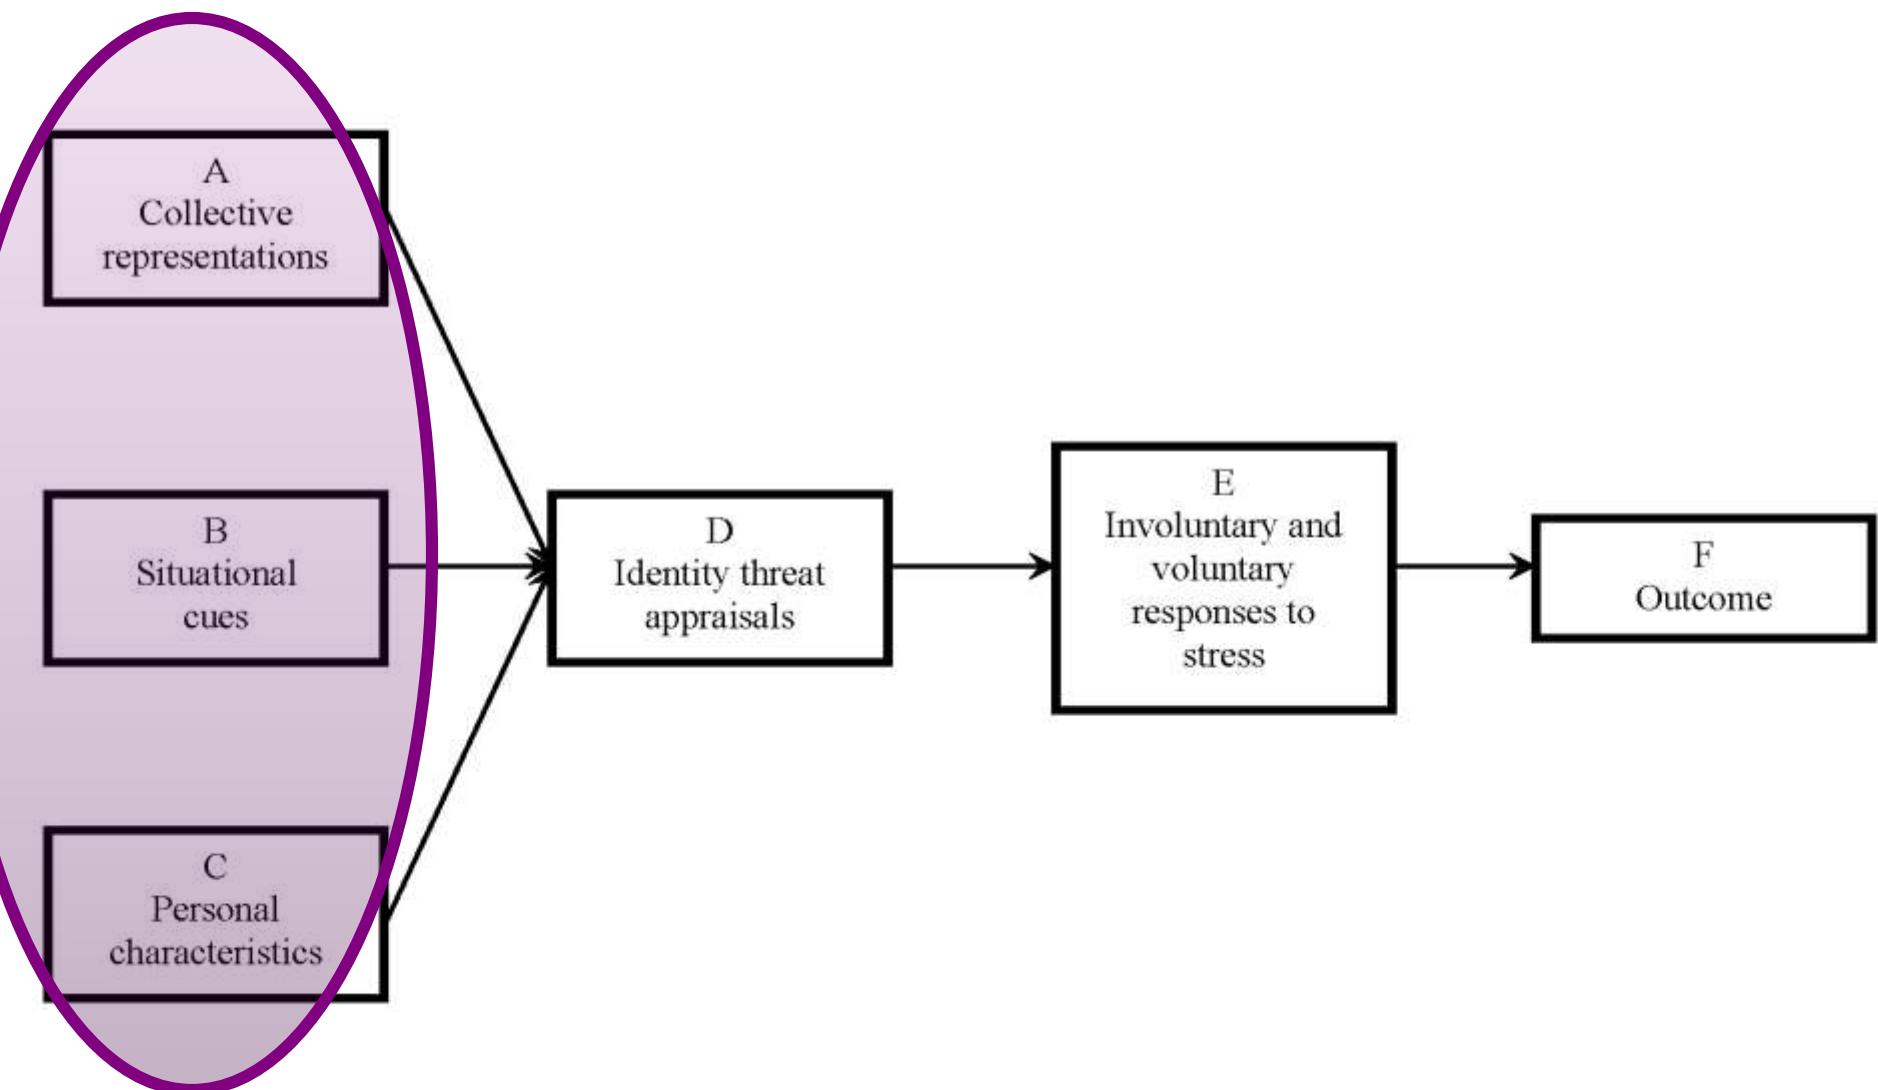 A
Collective
representations
B
Situational
cues
C
Personal
characteristics
D
Identity threat
appraisals
E
Involuntary and
voluntary
responses to
stress
F
Outcome